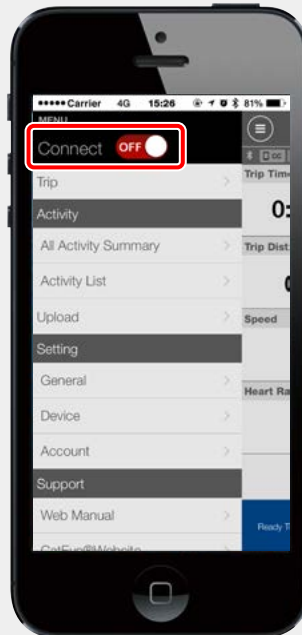 Carrier 4G 15:26 81%
MENU
Connect OFF
Trip
Activity
All Activity Summary
Activity List
Upload
Setting
General
Device
Account
Support
Web Manual
Trip Time
0:
Trip Dist
Speed
Heart Ra
Ready T